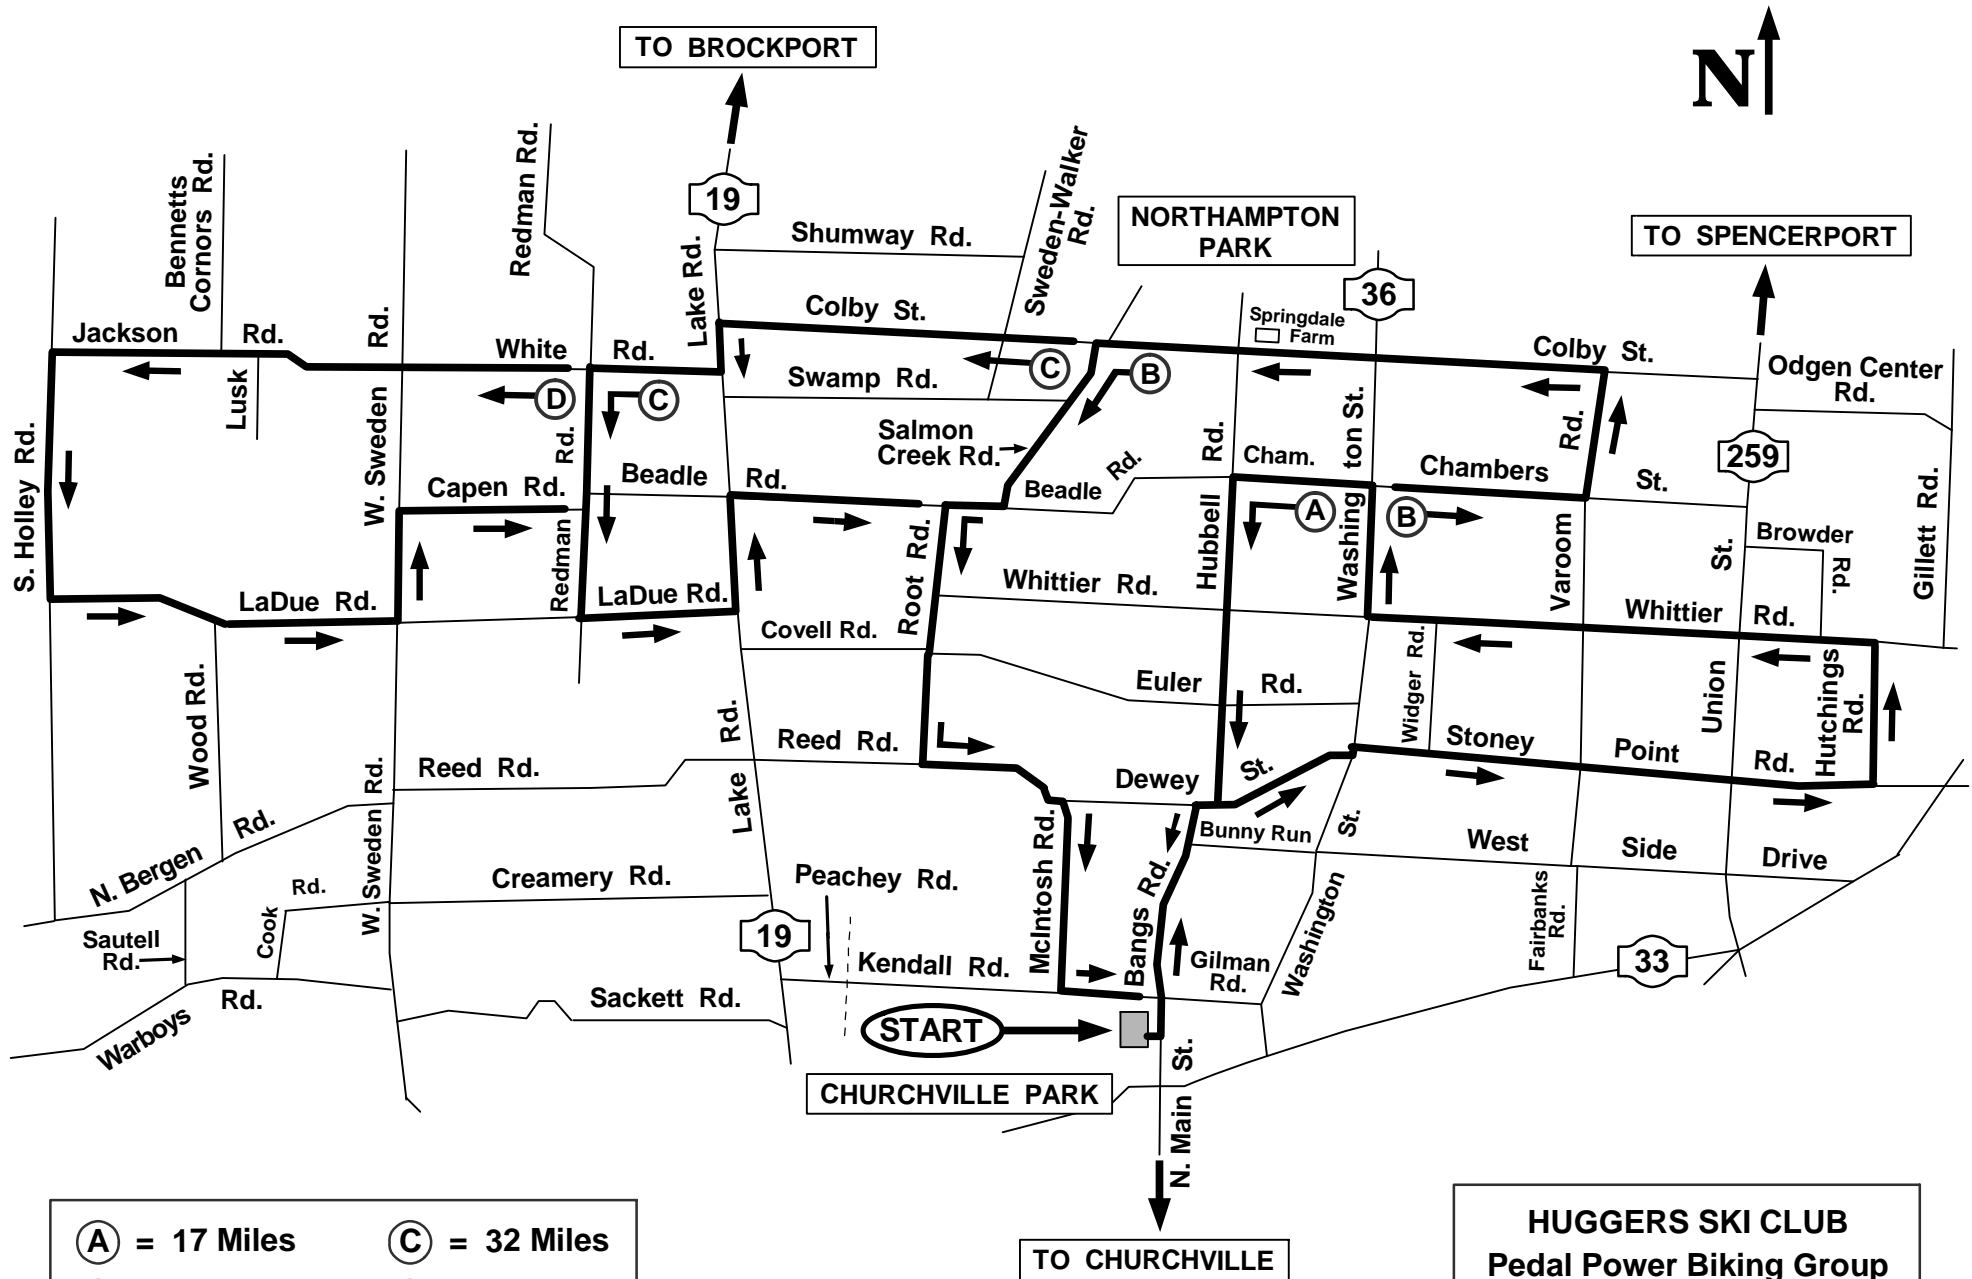 TO BROCKPORT
N
19
NORTHAMPTON
PARK
TO SPENCERPORT
36
Bennetts
Cornors Rd.
Redman Rd.
Lake Rd.
Shumway Rd.
Sweden-Walker
Rd.
Colby St.
Springdale
Farm
Colby St.
Jackson Rd.
White Rd.
Rd.
Swamp Rd.
C
B
D
C
Odgen Center
Rd.
Lusk
W. Sweden
S. Holley Rd.
Rd.
Salmon
Creek Rd.
Rd.
Cham.
ton St.
Rd.
259
Capen Rd.
Beadle Rd.
Beadle Rd.
Chambers St.
A
B
Gillett Rd.
Redman
Root Rd.
Hubbell
Washing
Varoom
St.
Browder
Rd.
LaDue Rd.
LaDue Rd.
Whittier Rd.
Whittier Rd.
Covell Rd.
Wood Rd.
Euler Rd.
Widger Rd.
Union
Hutchings
Rd.
Rd.
Reed Rd.
Reed Rd.
Stoney Point Rd.
W. Sweden Rd.
Lake
Dewey St.
N. Bergen Rd.
McIntosh Rd.
Bunny Run
St.
West Side Drive
Bangs Rd.
Cook Rd.
Creamery Rd.
Peachey Rd.
Washington
Fairbanks
Rd.
Sautell
Rd.
19
Kendall Rd.
Gilman
Rd.
33
Warboys Rd.
Sackett Rd.
START
St.
CHURCHVILLE PARK
N. Main
A = 17 Miles
C = 32 Miles
TO CHURCHVILLE
HUGGERS SKI CLUB
Pedal Power Biking Group